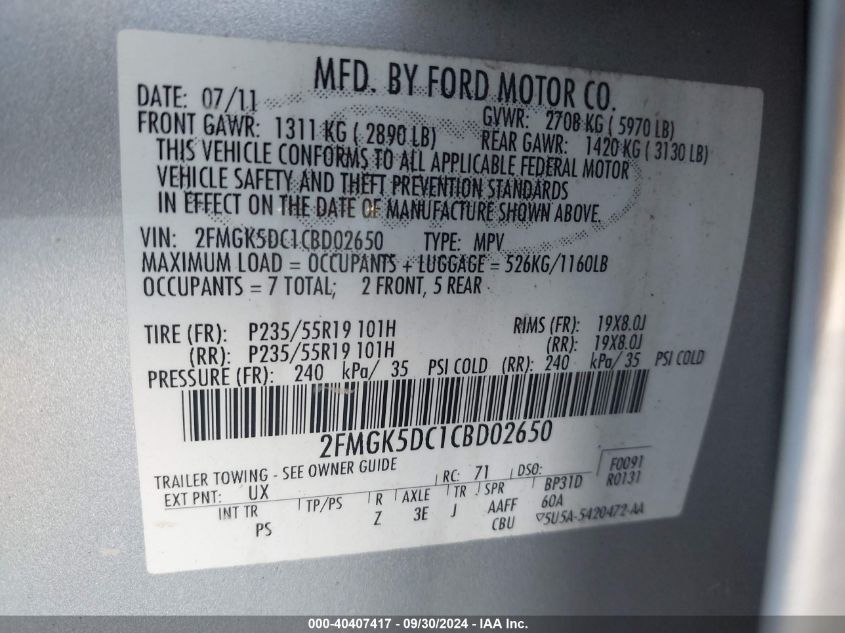 MFD. BY FORD MOTOR CO.
DATE: 07/11 GVWR: 2708 KG ( 5970 LB)
FRONT GAWR: 1311 KG ( 2890 LB) REAR GAWR: 1420 KG ( 3130 LB)
THIS VEHICLE CONFORMS TO ALL APPLICABLE FEDERAL MOTOR
VEHICLE SAFETY AND THEFT PREVENTION STANDARDS
IN EFFECT ON THE DATE OF MANUFACTURE SHOWN ABOVE.
VIN: 2FMGK5DC1CBD02650 TYPE: MPV
MAXIMUM LOAD = OCCUPANTS + LUGGAGE = 526KG/1160LB
OCCUPANTS = 7 TOTAL; 2 FRONT, 5 REAR
TIRE (FR): P235/55R19 101H RIMS (FR): 19X8.0J
(RR): P235/55R19 101H (RR): 19X8.0J
PRESSURE (FR): 240 kPa/ 35 PSI COLD (RR): 240 kPa/ 35 PSI COLD
2FMGK5DC1CBD02650
TRAILER TOWING - SEE OWNER GUIDE
EXT PNT: UX RC: 71 DSO: F0091
INT TR TP/PS R AXLE TR SPR BP31D R0131
PS Z 3E J AAFF 60A
CBU ▽5U5A-5420472-AA
000-40407417 - 09/30/2024 - IAA Inc.